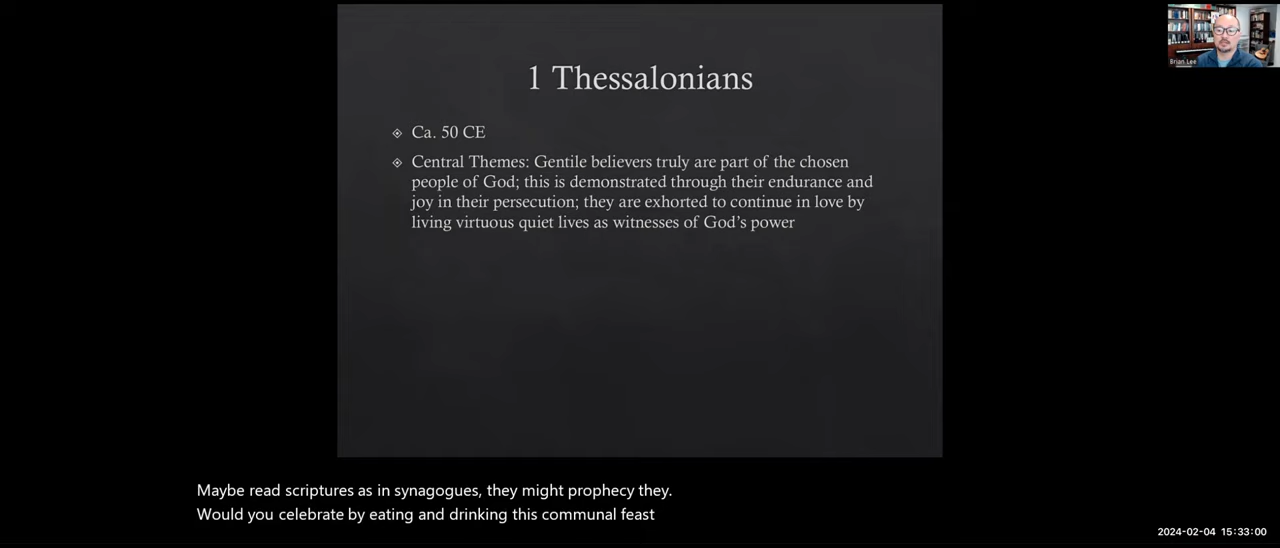 1 Thessalonians
Ca. 50 CE
Central Themes: Gentile believers truly are part of the chosen
people of God; this is demonstrated through their endurance and
joy in their persecution; they are exhorted to continue in love by
living virtuous quiet lives as witnesses of God's power
Brian Lee
Maybe read scriptures as in synagogues, they might prophecy they.
Would you celebrate by eating and drinking this communal feast
2024-02-04 15:33:00